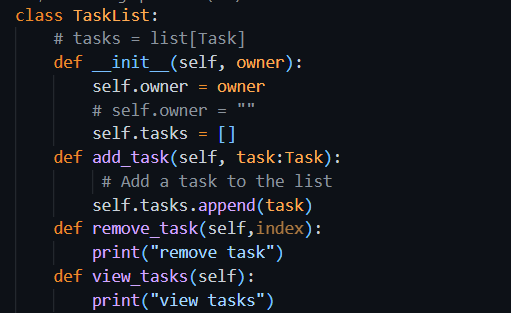 class TaskList:
    # tasks = list[Task]
    def __init__(self, owner):
        self.owner = owner
        # self.owner = ""
        self.tasks = []
    def add_task(self, task:Task):
         # Add a task to the list
        self.tasks.append(task)
    def remove_task(self,index):
        print("remove task")
    def view_tasks(self):
        print("view tasks")